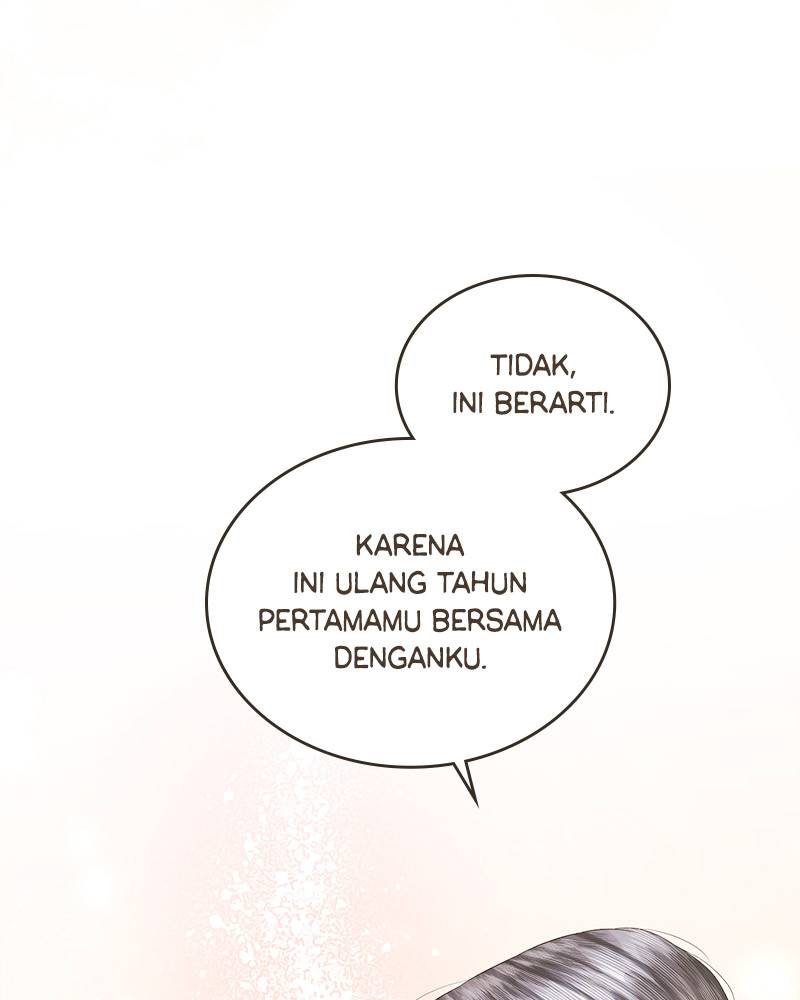 TIDAK,
INI BERARTI.
KARENA
INI ULANG TAHUN
PERTAMAMU BERSAMA
DENGANKU.